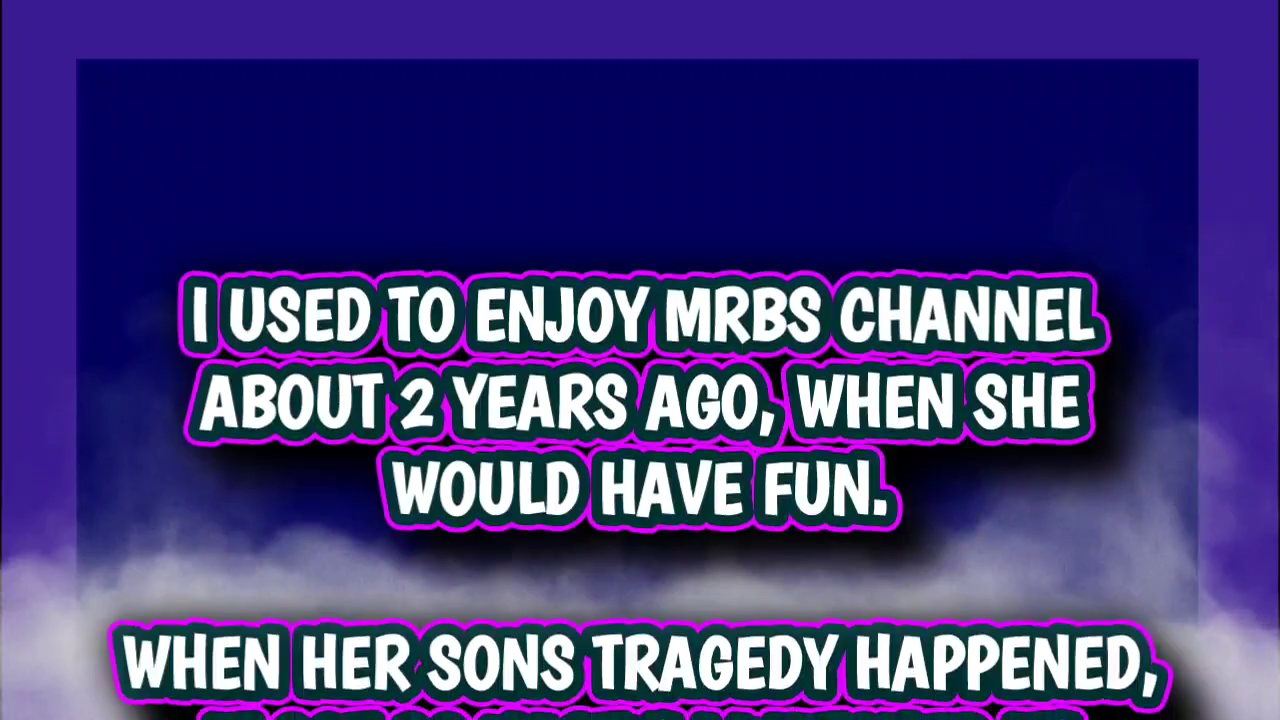 I USED TO ENJOY MRBS CHANNEL
ABOUT 2 YEARS AGO, WHEN SHE
WOULD HAVE FUN.
WHEN HER SONS TRAGEDY HAPPENED,